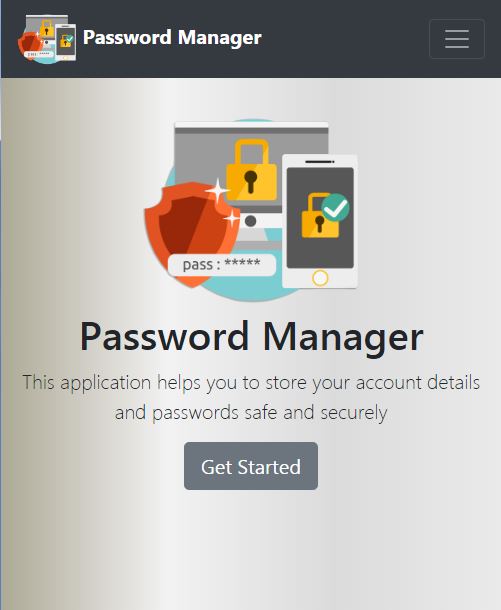 Password Manager
pass : *****
Password Manager
This application helps you to store your account details
and passwords safe and securely
Get Started